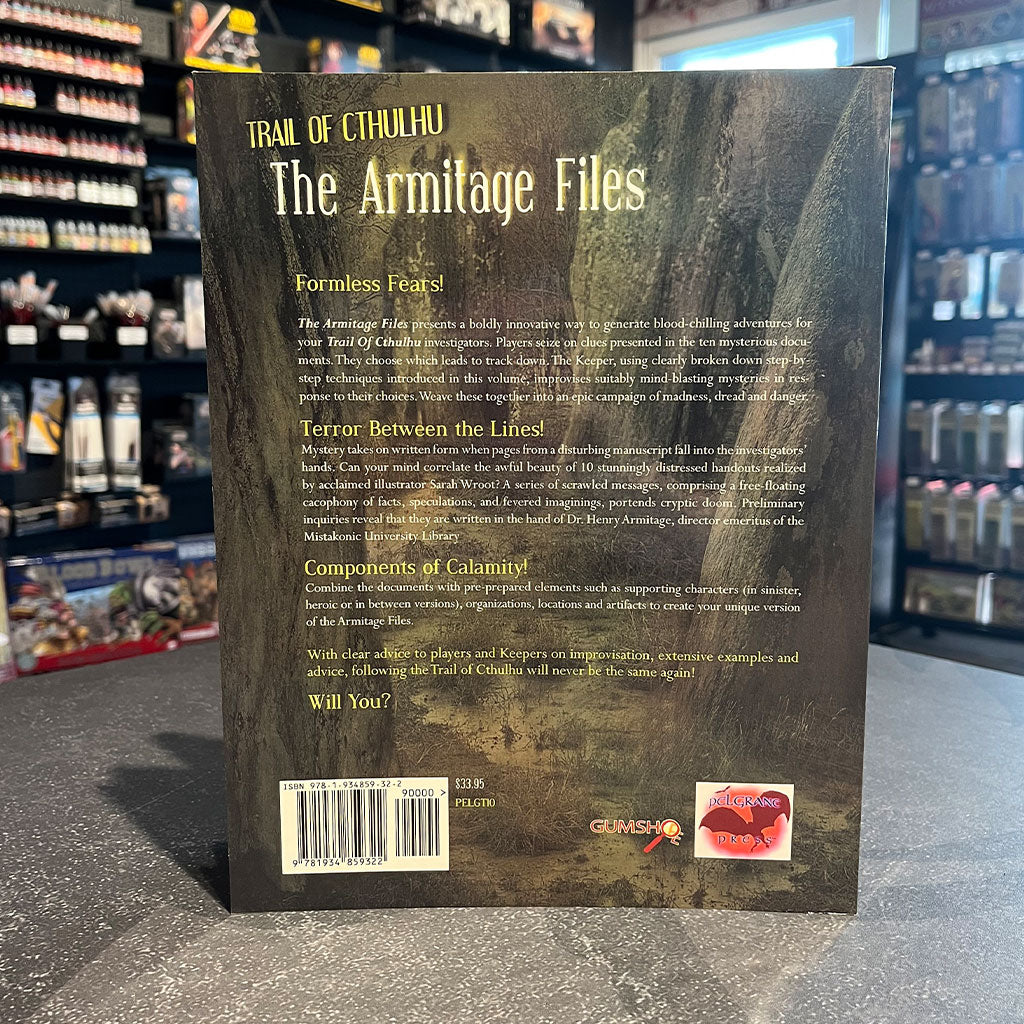 TRAIL OF CTHULHU
The Armitage Files
Formless Fears!
The Armitage Files presents a boldly innovative way to generate blood-chilling adventures for
your Trail Of Cthulhu investigators. Players seize on clues presented in the ten mysterious docu-
ments. They choose which leads to track down. The Keeper, using clearly broken down step-by-
step techniques introduced in this volume, improvises suitably mind-blasting mysteries in res-
ponse to their choices. Weave these together into an epic campaign of madness, dread and danger.
Terror Between the Lines!
Mystery takes on written form when pages from a disturbing manuscript fall into the investigators'
hands. Can your mind correlate the awful beauty of 10 stunningly distressed handouts realized
by acclaimed illustrator Sarah Wroot? A series of scrawled messages, comprising a free-floating
cacophony of facts, speculations, and fevered imaginings, portends cryptic doom. Preliminary
inquiries reveal that they are written in the hand of Dr. Henry Armitage, director emeritus of the
Mistakonic University Library
Components of Calamity!
Combine the documents with pre-prepared elements such as supporting characters (in sinister,
heroic or in between versions), organizations, locations and artifacts to create your unique version
of the Armitage Files.
With clear advice to players and Keepers on improvisation, extensive examples and
advice, following the Trail of Cthulhu will never be the same again!
Will You?
ISBN 978-1-934859-32-2
90000 >
9 781934 859322
$33.95
PELGT10
GUMSHOE
PELGRANE
PRESS
BLOOD BOWL